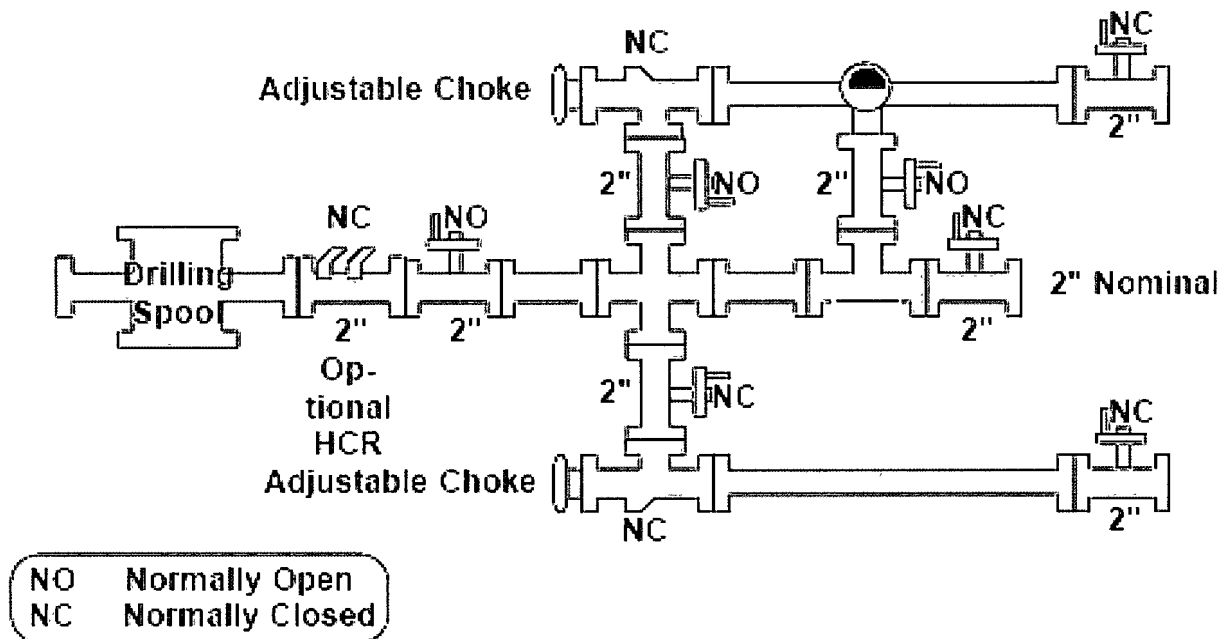 NC
NC
Adjustable Choke
2"
2"
NO
2"
NO
NC
NO
NC
Drilling
Spool
2" Nominal
2"
2"
2"
Op-
tional
HCR
2"
NC
NC
Adjustable Choke
NC
2"
NO Normally Open
NC Normally Closed